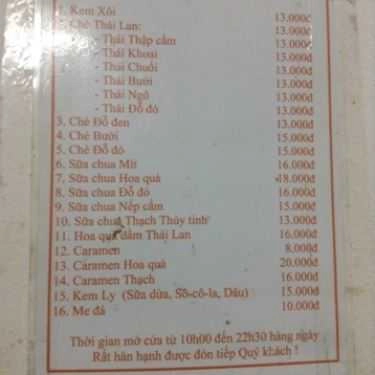 1. Kem Xôi 13.000đ
2. Chè Thái Lan: 13.000đ
- Thái Thập cẩm 13.000đ
- Thái Khoai 13.000đ
- Thái Chuối 13.000đ
- Thái Bưởi 13.000đ
- Thái Ngô 13.000đ
- Thái Đỗ đỏ 13.000đ
3. Chè Đỗ đen 13.000đ
4. Chè Bưởi 15.000đ
5. Chè Đỗ đỏ 15.000đ
6. Sữa chua Mít 16.000đ
7. Sữa chua Hoa quả 18.000đ
8. Sữa chua Đỗ đỏ 16.000đ
9. Sữa chua Nếp cẩm 15.000đ
10. Sữa chua Thạch Thủy tinh 13.000đ
11. Hoa quả dầm Thái Lan 16.000đ
12. Caramen 8.000đ
13. Caramen Hoa quả 20.000đ
14. Caramen Thạch 16.000đ
15. Kem Ly (Sữa dừa, Sô-cô-la, Dâu) 15.000đ
16. Me đá 10.000đ
Thời gian mở cửa từ 10h00 đến 22h30 hàng ngày
Rất hân hạnh được đón tiếp Quý khách !